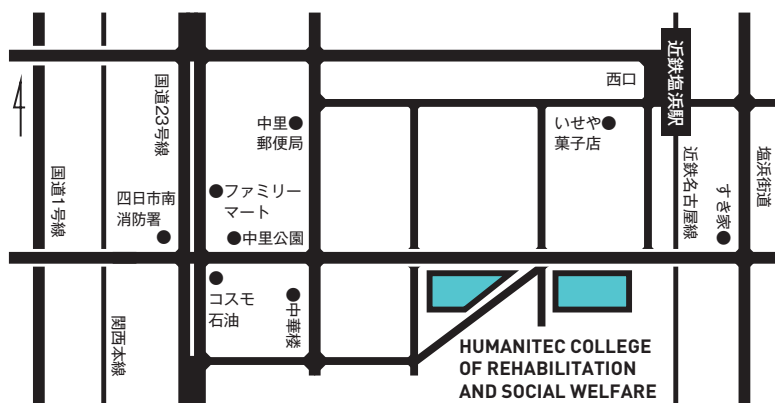 近鉄塩浜駅
西口
国道23号線
中里
郵便局
いせや
菓子店
国道1号線
四日市南
消防署
ファミリー
マート
中里公園
近鉄名古屋線
すき家
塩浜街道
コスモ
石油
中華楼
関西本線
HUMANITEC COLLEGE
OF REHABILITATION
AND SOCIAL WELFARE